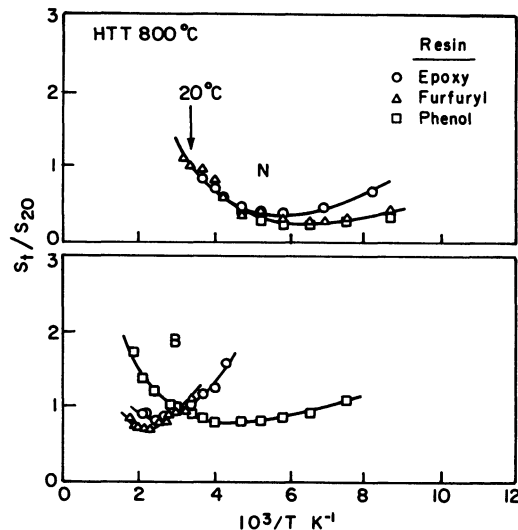 HTT 800°C
Resin
○ Epoxy
△ Furfuryl
□ Phenol
20°C
N
3
2
1
0
St/S20
B
3
2
1
0
0 2 4 6 8 10 12
10³/T K⁻¹